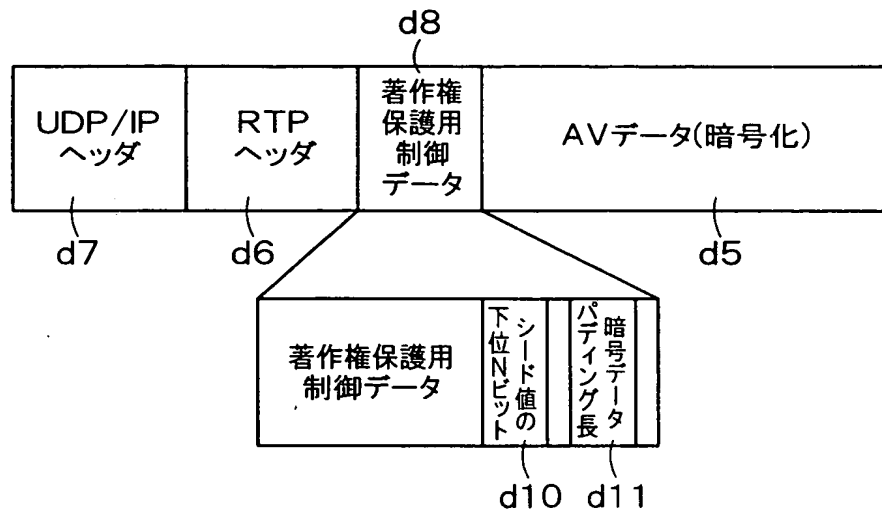 d8
UDP/IP
ヘッダ
RTP
ヘッダ
著作権
保護用
制御
データ
AVデータ(暗号化)
d7
d6
d5
著作権保護用
制御データ
シード値の
下位Nビット
暗号データ
パディング長
d10
d11